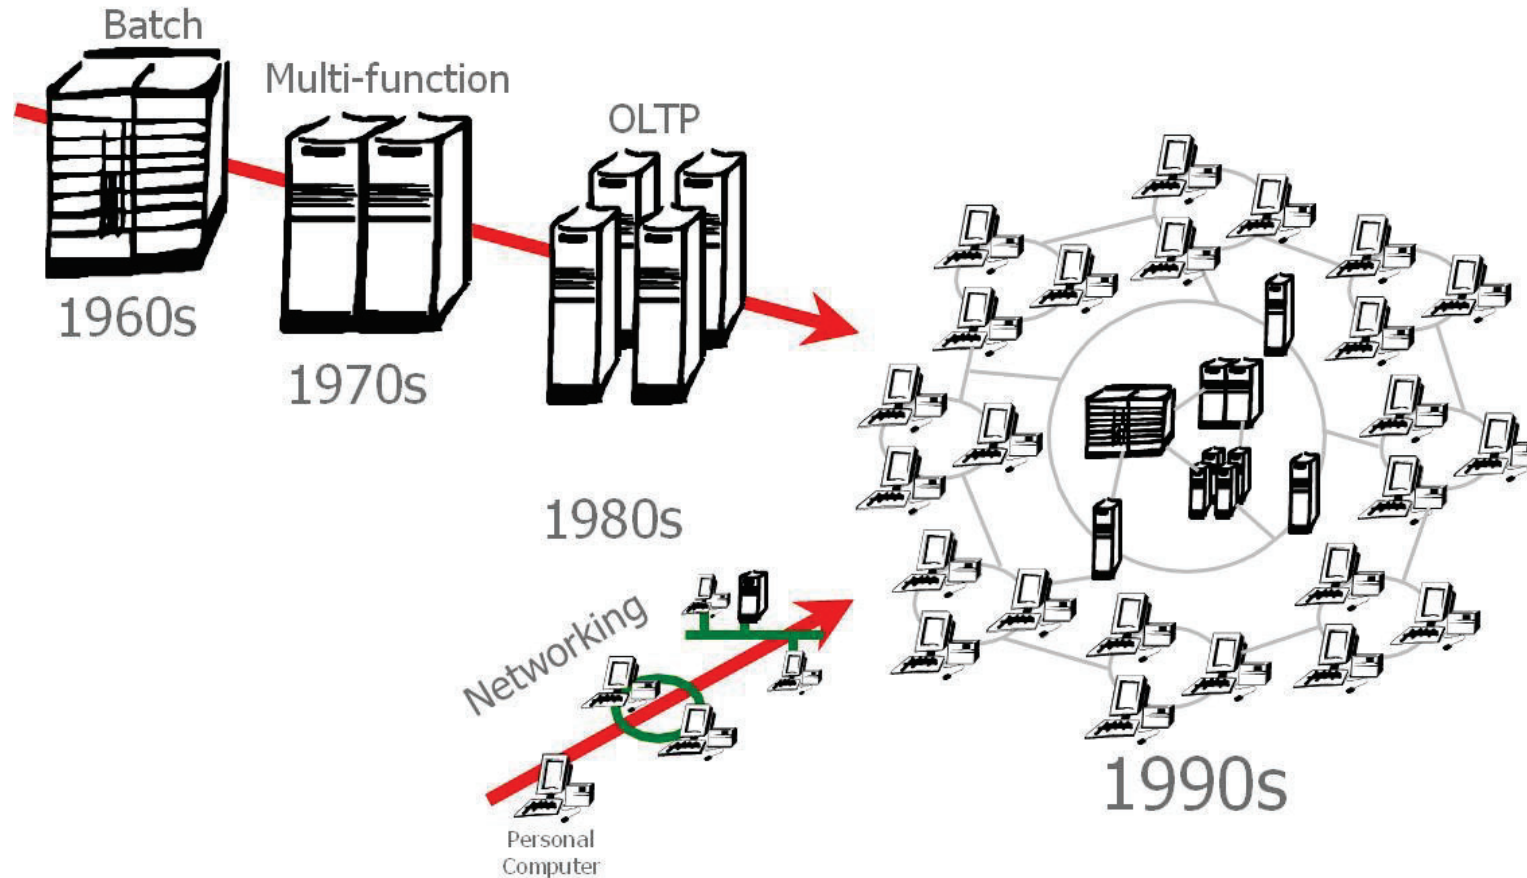 Batch
Multi-function
OLTP
1960s
1970s
1980s
Networking
Personal
Computer
1990s